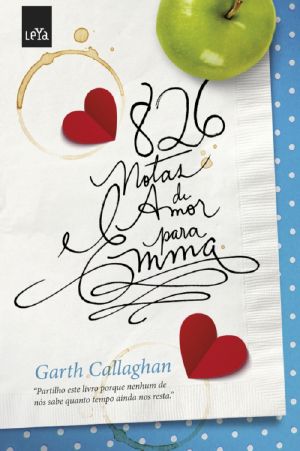 LeYa
826
Notas
de
Amor
para
Emma
Garth Callaghan
“Partilho este livro porque nenhum de
nós sabe quanto tempo ainda nos resta.”